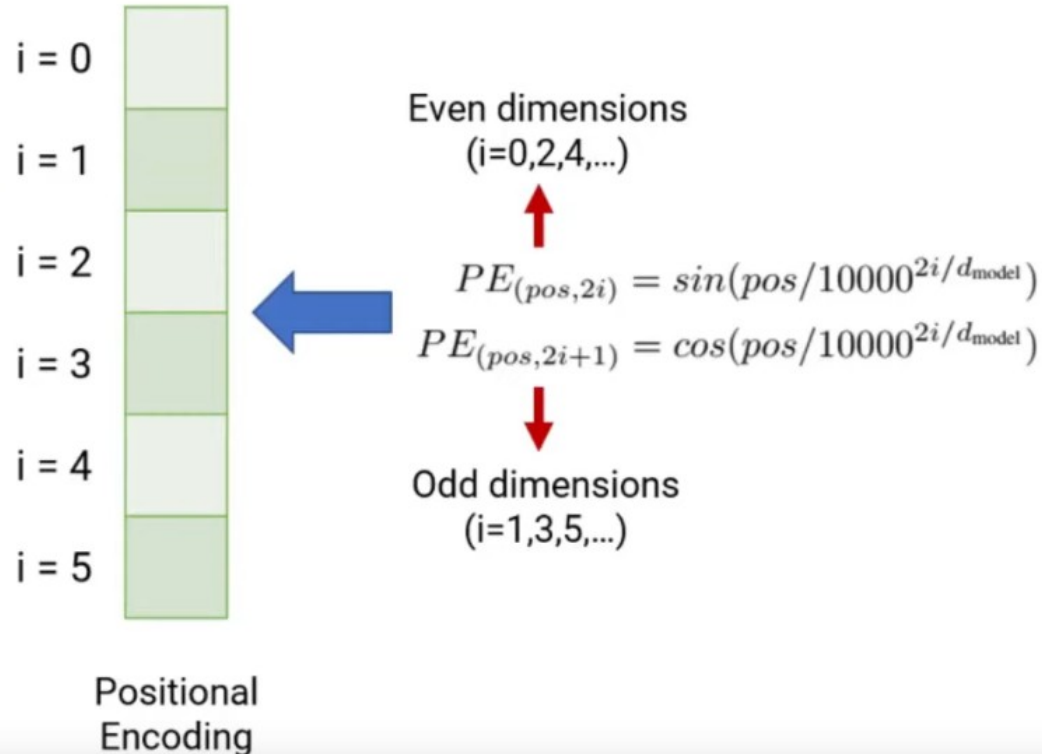 i = 0
i = 1
i = 2
i = 3
i = 4
i = 5
Positional
Encoding
Even dimensions
(i=0,2,4,...)
PE(pos,2i) = sin(pos/10000^2i/dmodel)
PE(pos,2i+1) = cos(pos/10000^2i/dmodel)
Odd dimensions
(i=1,3,5,...)